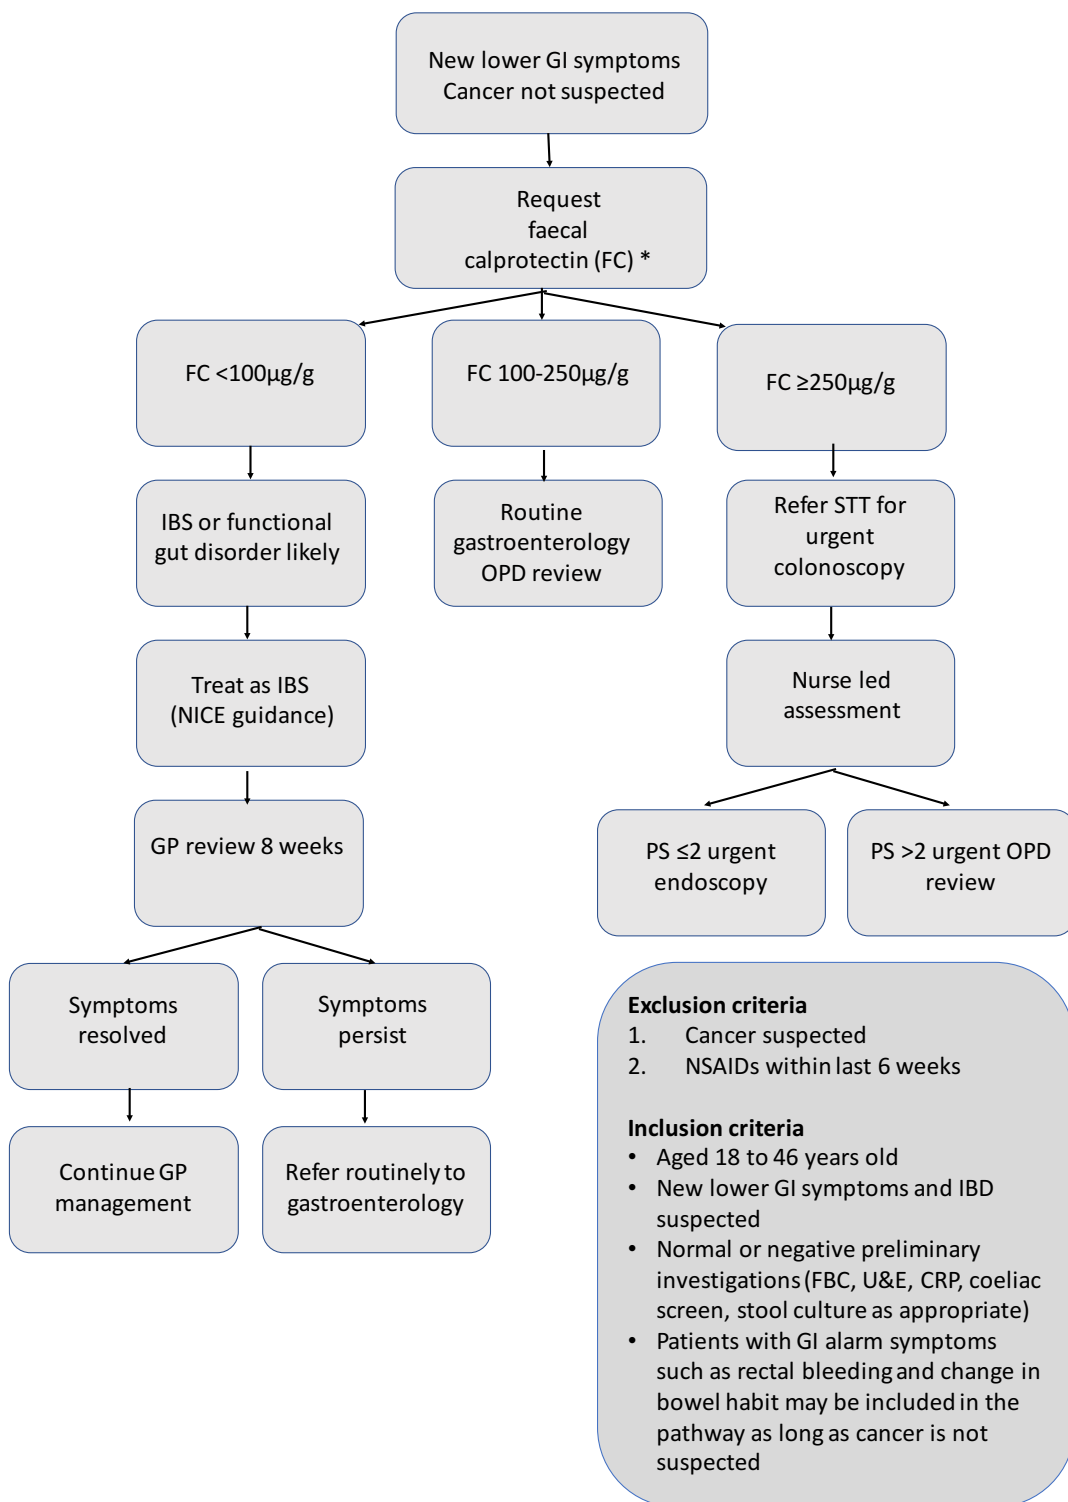 New lower GI symptoms
Cancer not suspected
Request
faecal
calprotectin (FC) *
FC <100µg/g
FC 100-250µg/g
FC ≥250µg/g
IBS or functional
gut disorder likely
Routine
gastroenterology
OPD review
Refer STT for
urgent
colonoscopy
Treat as IBS
(NICE guidance)
Nurse led
assessment
GP review 8 weeks
PS ≤2 urgent
endoscopy
PS >2 urgent OPD
review
Symptoms
resolved
Symptoms
persist
Continue GP
management
Refer routinely to
gastroenterology
Exclusion criteria
1. Cancer suspected
2. NSAIDs within last 6 weeks
Inclusion criteria
• Aged 18 to 46 years old
• New lower GI symptoms and IBD
suspected
• Normal or negative preliminary
investigations (FBC, U&E, CRP, coeliac
screen, stool culture as appropriate)
• Patients with GI alarm symptoms
such as rectal bleeding and change in
bowel habit may be included in the
pathway as long as cancer is not
suspected